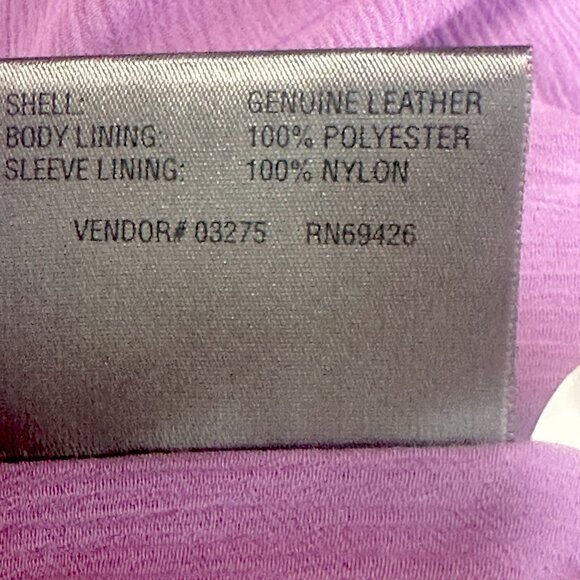 SHELL: GENUINE LEATHER
BODY LINING: 100% POLYESTER
SLEEVE LINING: 100% NYLON
VENDOR# 03275 RN69426